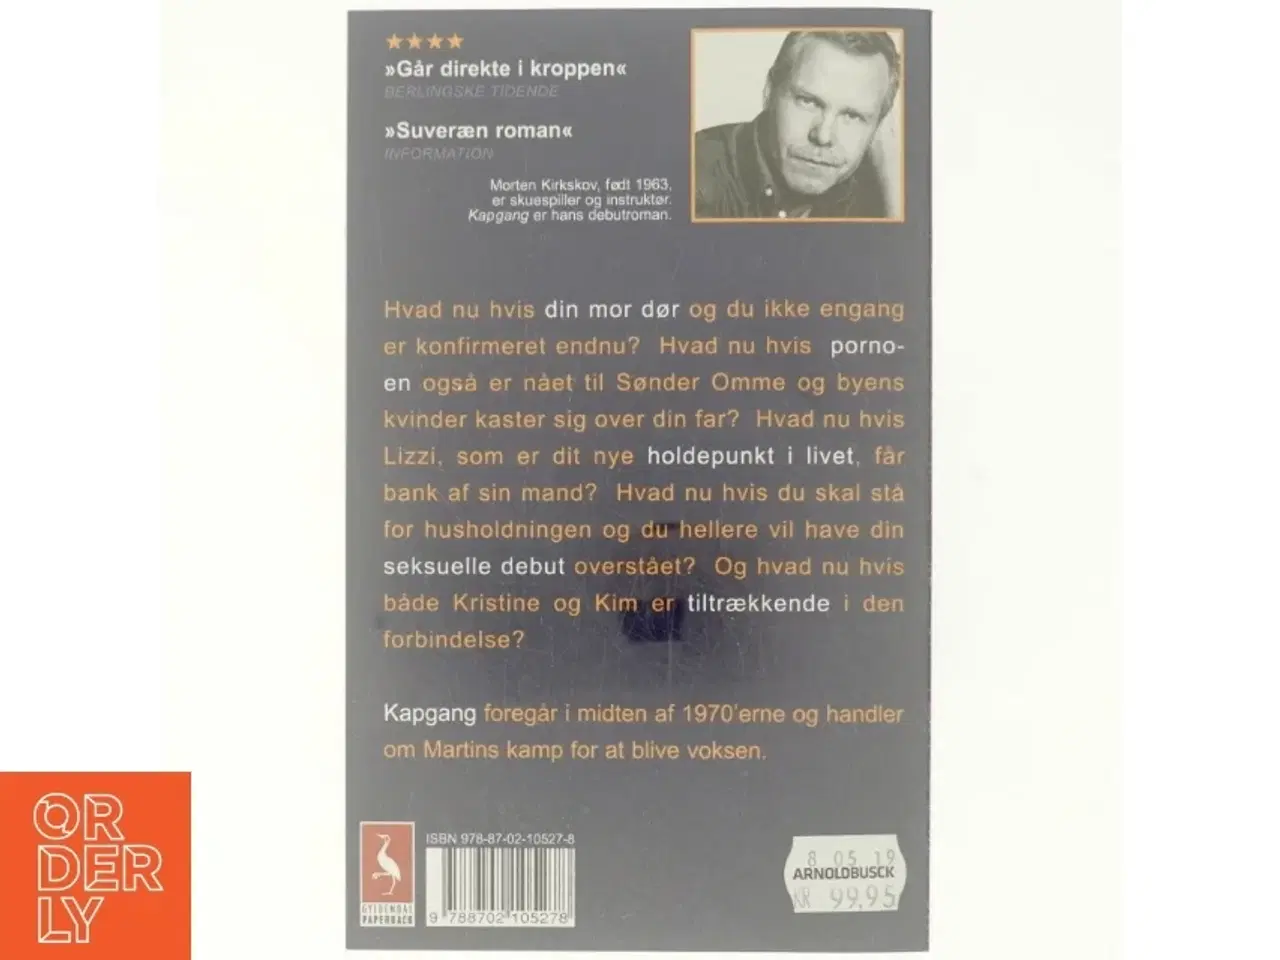 »Går direkte i kroppen«
BERLINGSKE TIDENDE
»Suveræn roman«
INFORMATION
Morten Kirkskov, født 1963,
er skuespiller og instruktør.
Kapgang er hans debutroman.
Hvad nu hvis din mor dør og du ikke engang
er konfirmeret endnu? Hvad nu hvis porno-
en også er nået til Sønder Omme og byens
kvinder kaster sig over din far? Hvad nu hvis
Lizzi, som er dit nye holdepunkt i livet, får
bank af sin mand? Hvad nu hvis du skal stå
for husholdningen og du hellere vil have din
seksuelle debut overstået? Og hvad nu hvis
både Kristine og Kim er tiltrækkende i den
forbindelse?
Kapgang foregår i midten af 1970'erne og handler
om Martins kamp for at blive voksen.
ISBN 978-87-02-10527-8
GYLDENDAL
PAPERBACK
9 788702 105278
8 05 19
ARNOLDBUSCK
KR 99,95
ORDERLY